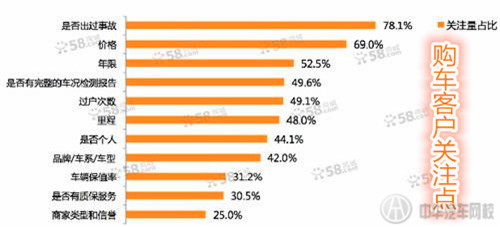 是否出过事故 78.1%
价格 69.0%
年限 52.5%
是否有完整的车况检测报告 49.6%
过户次数 49.1%
里程 48.0%
是否个人 44.1%
品牌/车系/车型 42.0%
车辆保值率 31.2%
是否有质保服务 30.5%
商家类型和信誉 25.0%
关注量占比
购车客户关注点
58
58
58
58
58
中华汽车网校